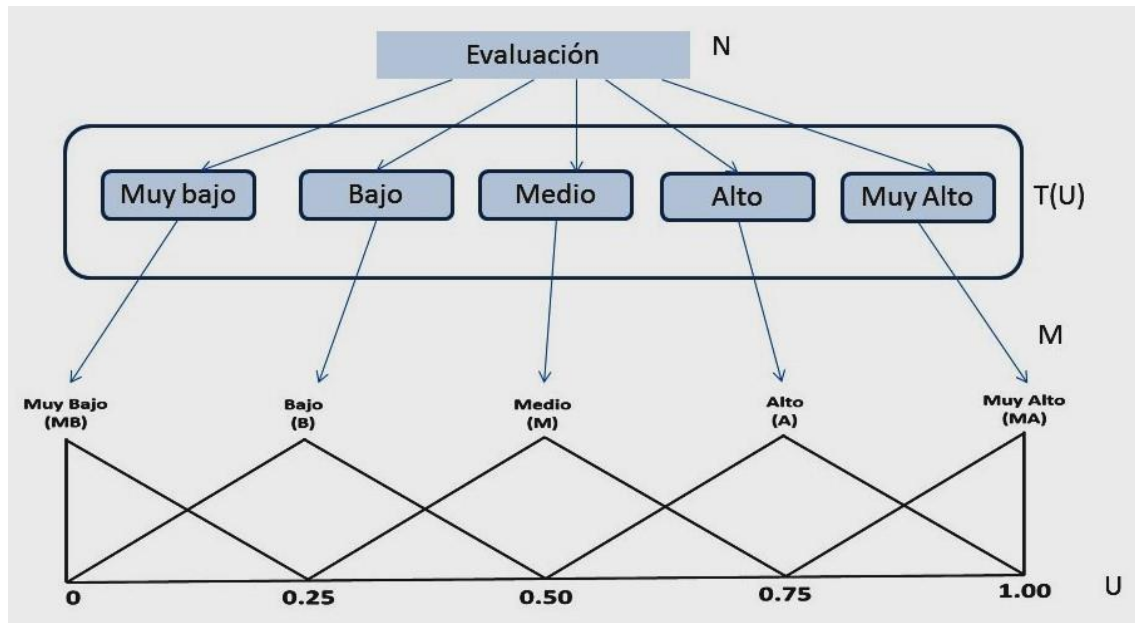 Evaluación
N
Muy bajo
Bajo
Medio
Alto
Muy Alto
T(U)
M
Muy Bajo
(MB)
Bajo
(B)
Medio
(M)
Alto
(A)
Muy Alto
(MA)
0
0.25
0.50
0.75
1.00
U